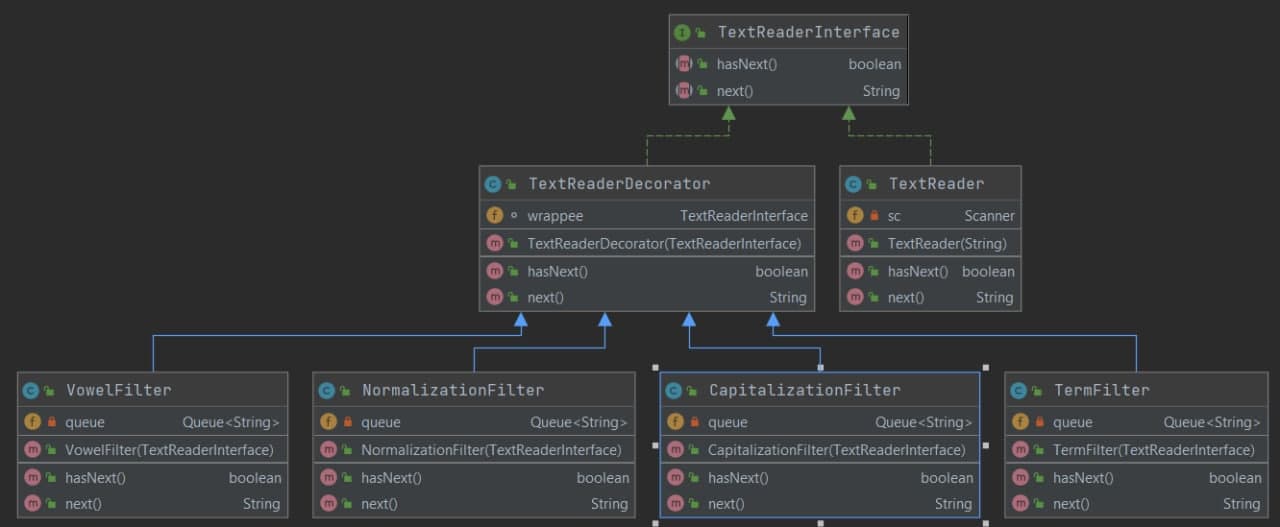 I TextReaderInterface
m hasNext() boolean
m next() String
C TextReaderDecorator
f wrappee TextReaderInterface
m TextReaderDecorator(TextReaderInterface)
m hasNext() boolean
m next() String
C TextReader
f sc Scanner
m TextReader(String)
m hasNext() boolean
m next() String
C VowelFilter
f queue Queue<String>
m VowelFilter(TextReaderInterface)
m hasNext() boolean
m next() String
C NormalizationFilter
f queue Queue<String>
m NormalizationFilter(TextReaderInterface)
m hasNext() boolean
m next() String
C CapitalizationFilter
f queue Queue<String>
m CapitalizationFilter(TextReaderInterface)
m hasNext() boolean
m next() String
C TermFilter
f queue Queue<String>
m TermFilter(TextReaderInterface)
m hasNext() boolean
m next() String